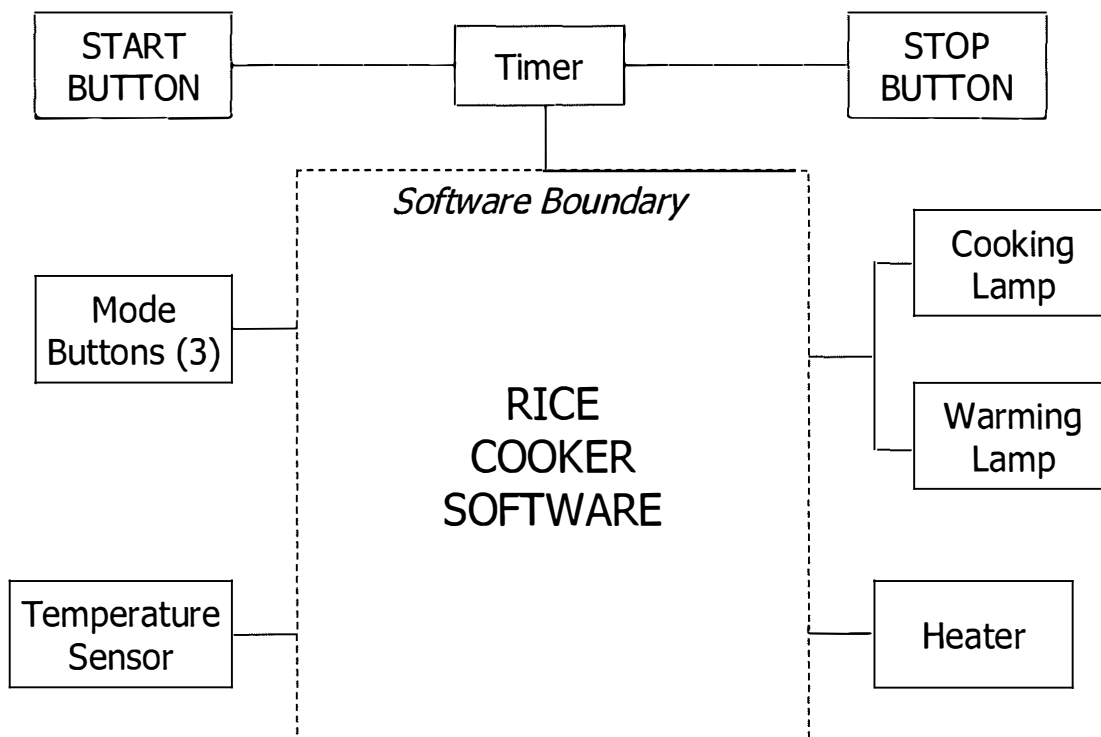 START
BUTTON
Timer
STOP
BUTTON
Software Boundary
Cooking
Lamp
Mode
Buttons (3)
RICE
COOKER
SOFTWARE
Warming
Lamp
Temperature
Sensor
Heater